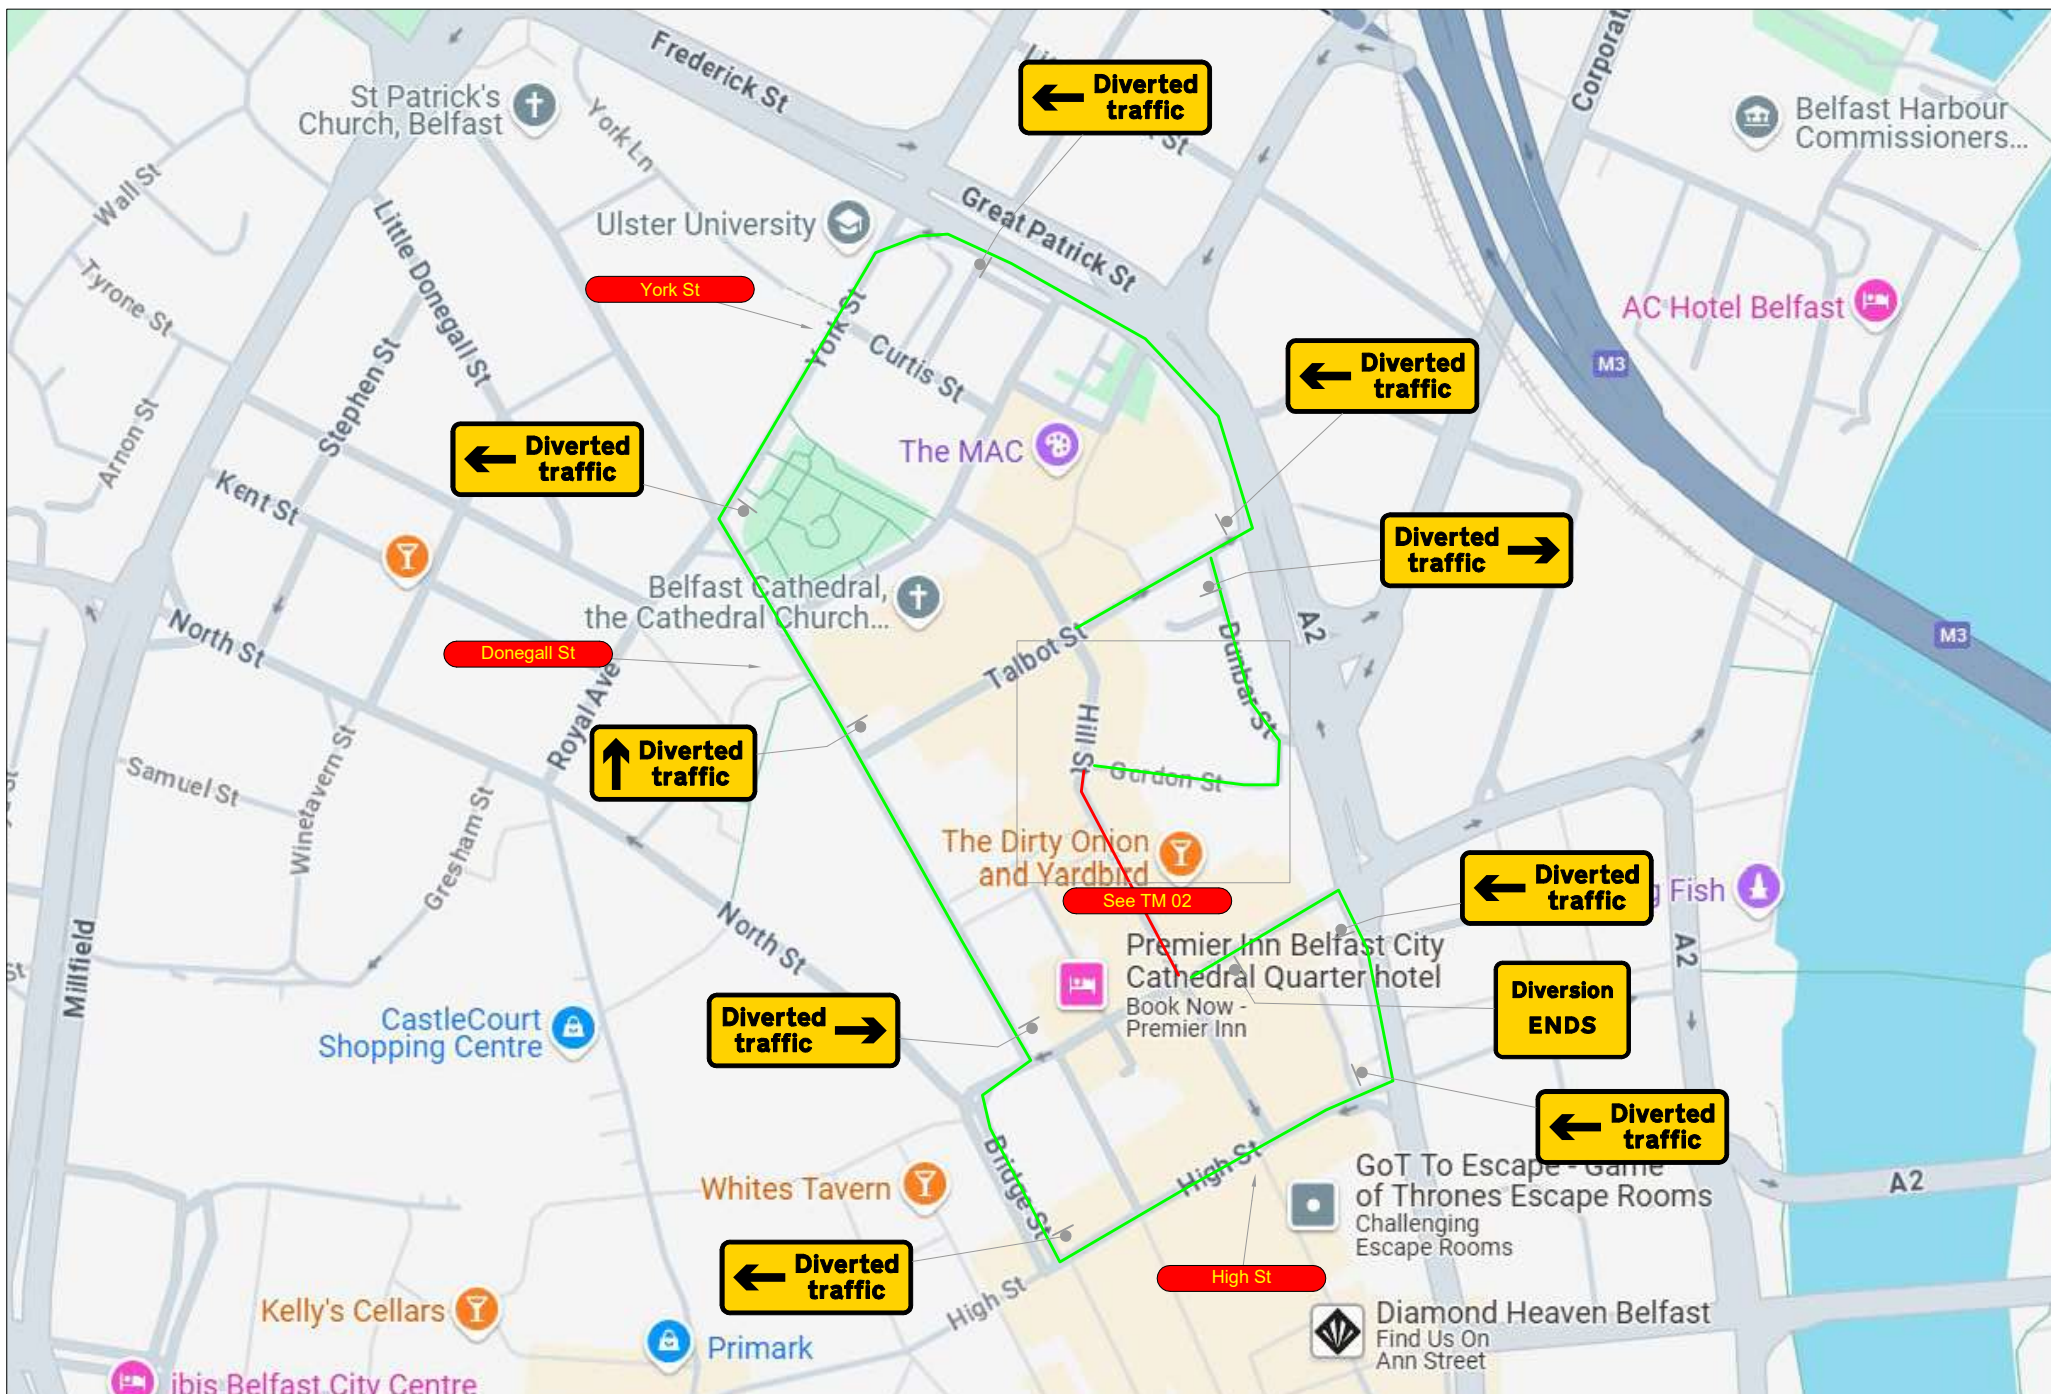 Frederick St
Corporat
St Patrick's
Church, Belfast
York Ln
Diverted
traffic
St
Belfast Harbour
Commissioners...
Wall St
Little Donegall St
Ulster University
Great Patrick St
Tyrone St
York St
York St
Curtis St
AC Hotel Belfast
M3
Diverted
traffic
Stephen St
Arnon St
Diverted
traffic
The MAC
Kent St
Diverted
traffic
Belfast Cathedral,
the Cathedral Church...
North St
Donegall St
Talbot St
Dunbar St
A2
M3
Royal Ave
Hill St
Diverted
traffic
Gordon St
Samuel St
Winetavern St
Gresham St
The Dirty Onion
and Yardbird
See TM 02
Diverted
traffic
g Fish
North St
Millfield
St
Premier Inn Belfast City
Cathedral Quarter hotel
Book Now -
Premier Inn
A2
Diversion
ENDS
CastleCourt
Shopping Centre
Diverted
traffic
Diverted
traffic
Bridge St
High St
Whites Tavern
GoT To Escape - Game
of Thrones Escape Rooms
Challenging
Escape Rooms
A2
Diverted
traffic
High St
High St
Kelly's Cellars
Primark
Diamond Heaven Belfast
Find Us On
Ann Street
ibis Belfast City Centre